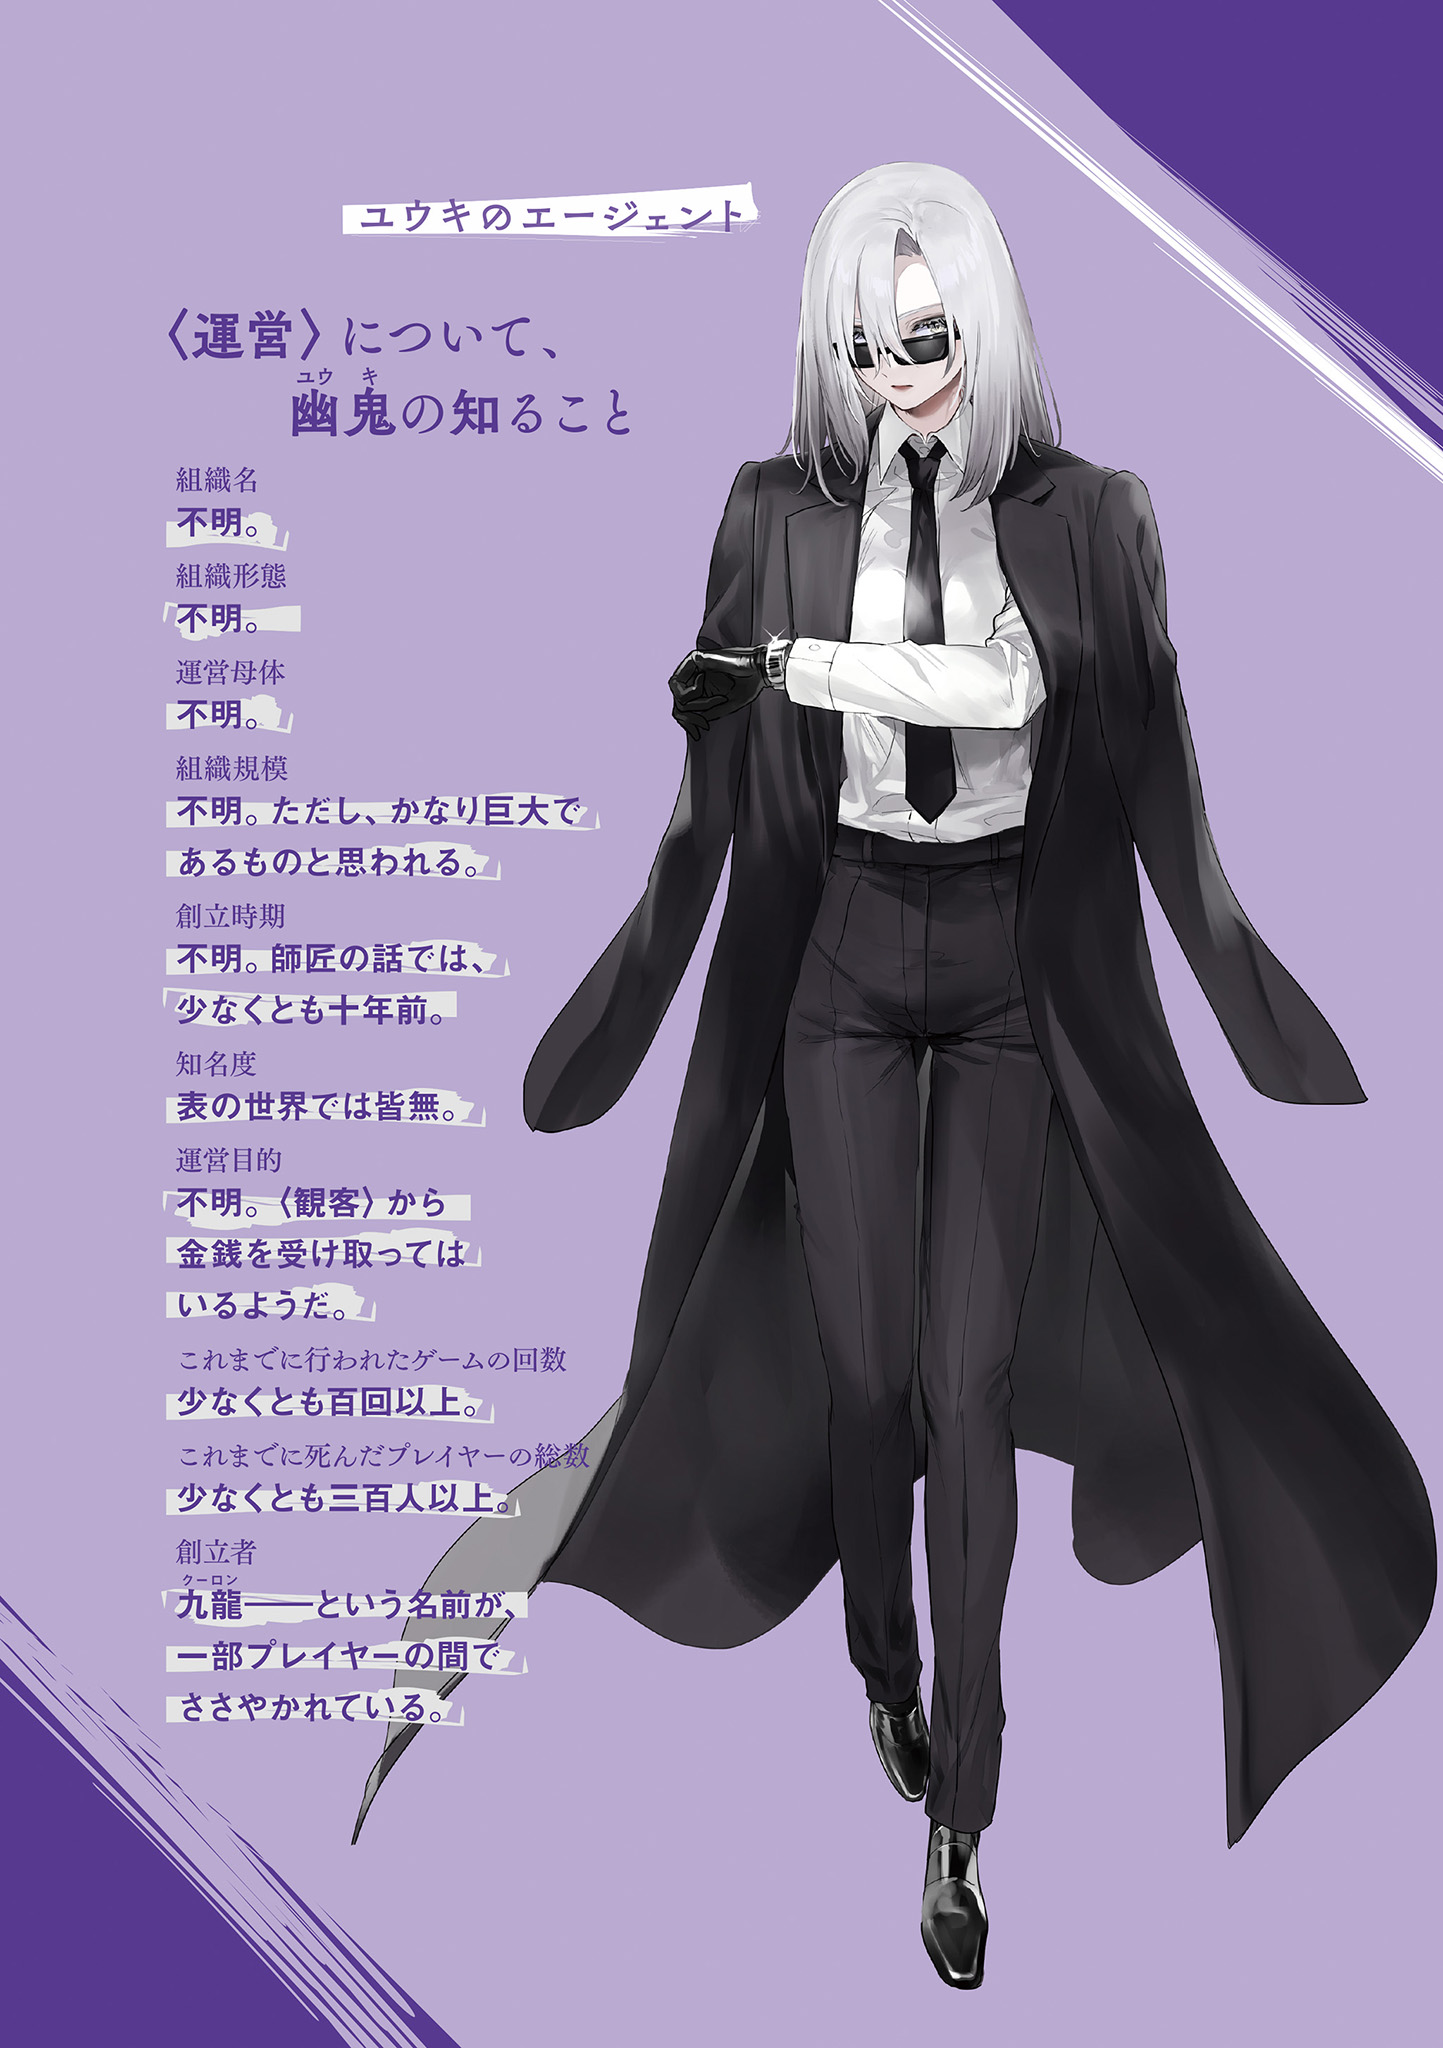 ユウキのエージェント
〈運営〉について、
ユウキ
幽鬼の知ること
組織名
不明。
組織形態
不明。
運営母体
不明。
組織規模
不明。ただし、かなり巨大で
あるものと思われる。
創立時期
不明。師匠の話では、
少なくとも十年前。
知名度
表の世界では皆無。
運営目的
不明。〈観客〉から
金銭を受け取っては
いるようだ。
これまでに行われたゲームの回数
少なくとも百回以上。
これまでに死んだプレイヤーの総数
少なくとも三百人以上。
創立者
クーロン
九龍――という名前が、
一部プレイヤーの間で
ささやかれている。